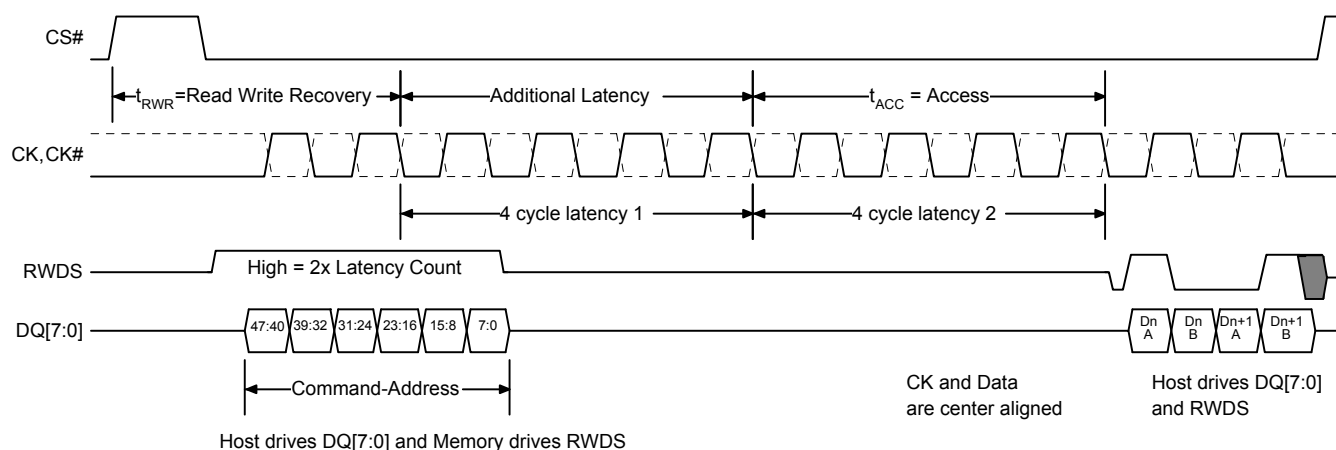 CS#
tRWR=Read Write Recovery
Additional Latency
tACC = Access
CK,CK#
4 cycle latency 1
4 cycle latency 2
RWDS
High = 2x Latency Count
DQ[7:0]
47:40
39:32
31:24
23:16
15:8
7:0
Dn
A
Dn
B
Dn+1
A
Dn+1
B
Command-Address
CK and Data
are center aligned
Host drives DQ[7:0]
and RWDS
Host drives DQ[7:0] and Memory drives RWDS